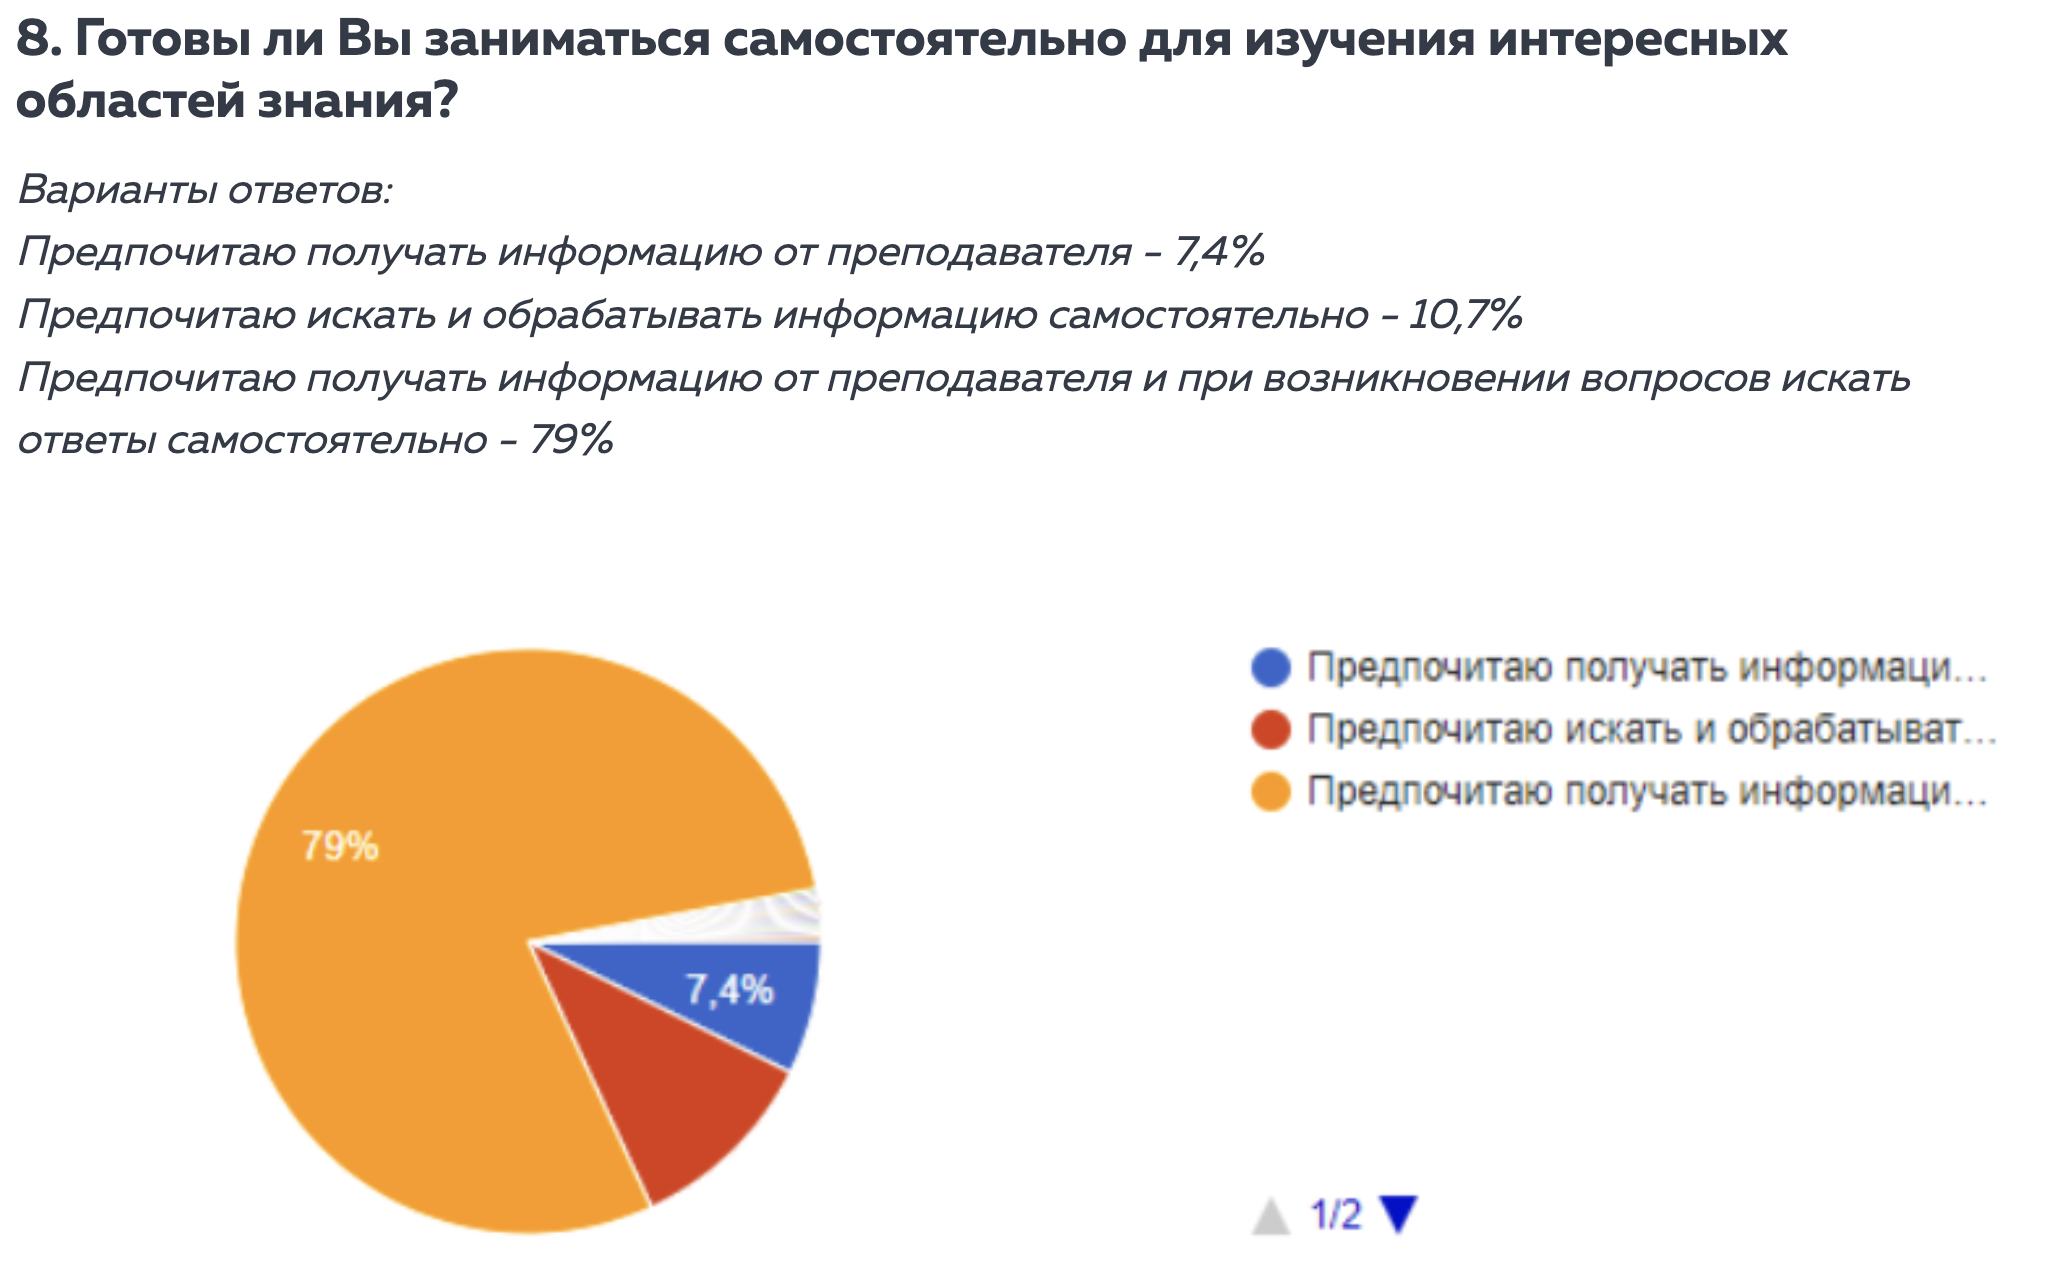 8. Готовы ли Вы заниматься самостоятельно для изучения интересных
областей знания?
Варианты ответов:
Предпочитаю получать информацию от преподавателя – 7,4%
Предпочитаю искать и обрабатывать информацию самостоятельно – 10,7%
Предпочитаю получать информацию от преподавателя и при возникновении вопросов искать
ответы самостоятельно – 79%
Предпочитаю получать информаци...
Предпочитаю искать и обрабатыват...
Предпочитаю получать информаци...
79%
7,4%
1/2